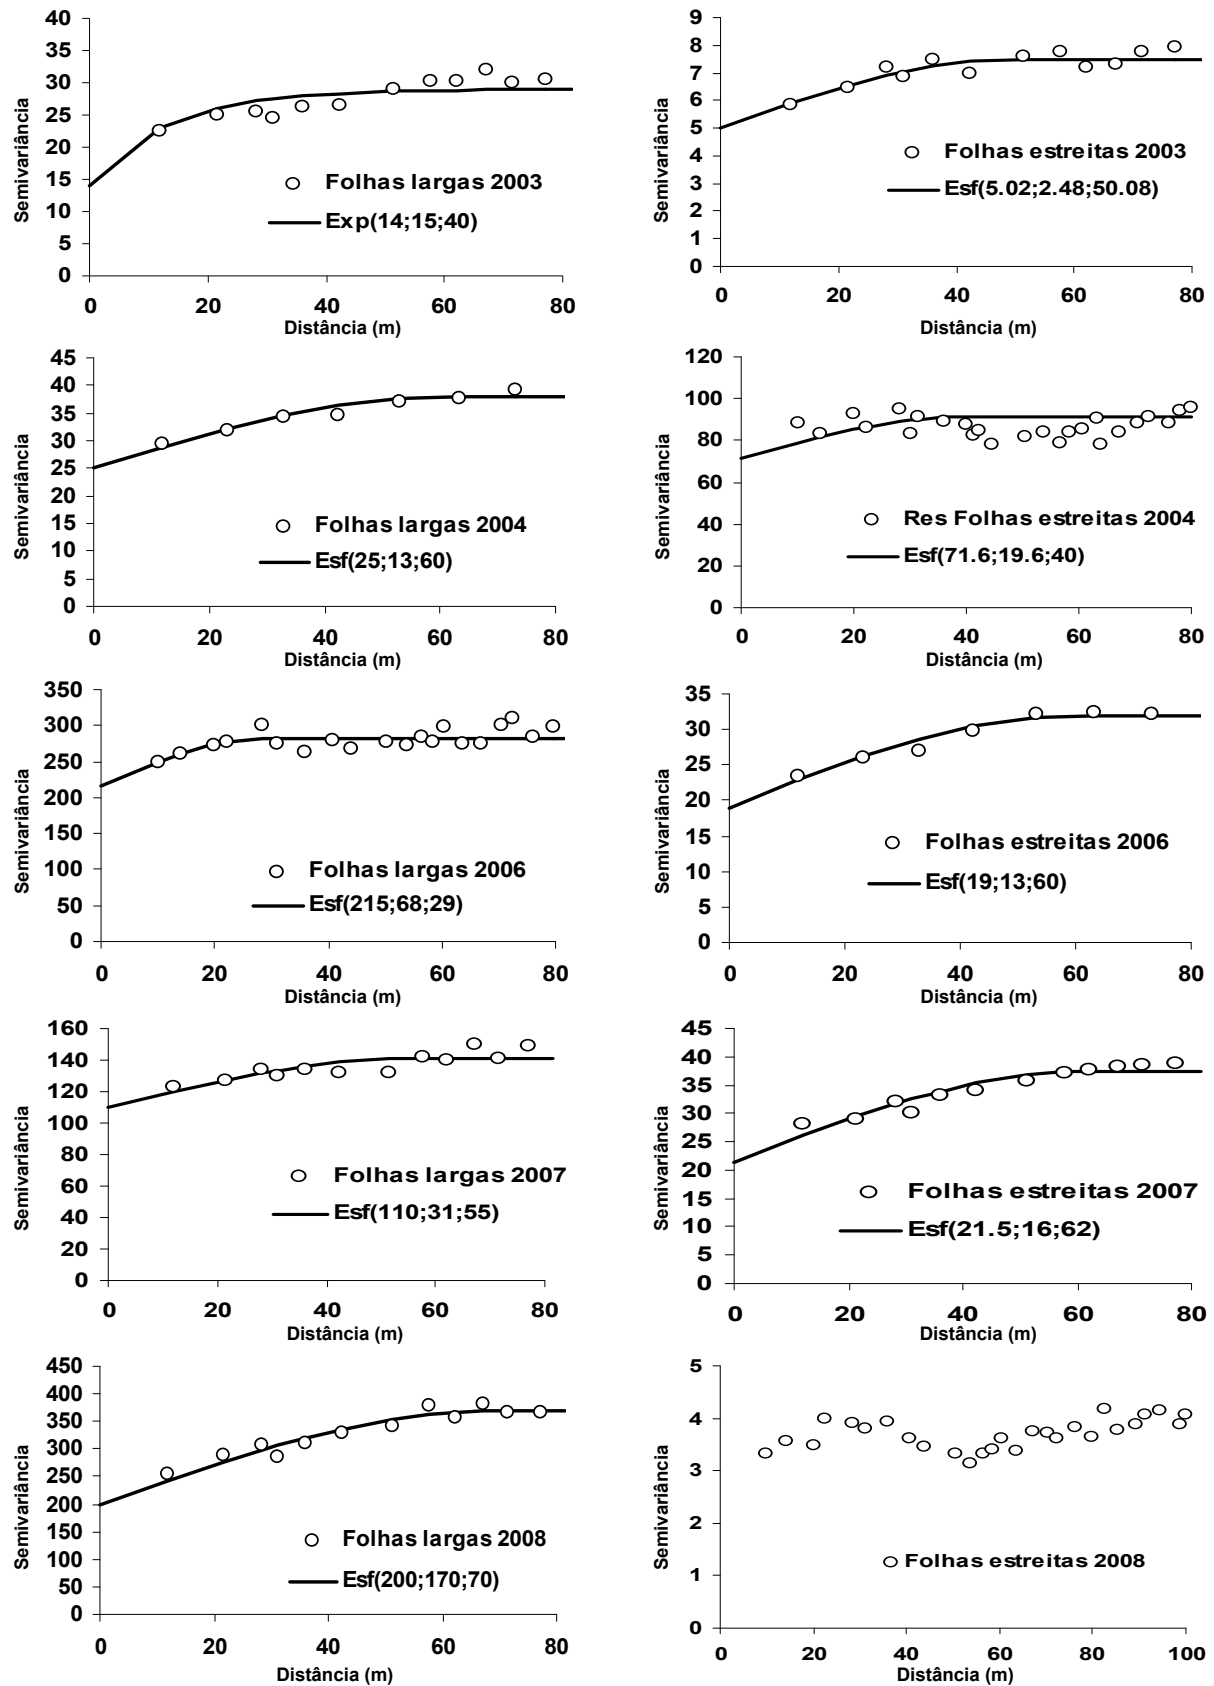 40
35
30
25
20
15
10
5
0
Semivariância
Folhas largas 2003
Exp(14;15;40)
0 20 40 60 80
Distância (m)
9
8
7
6
5
4
3
2
1
0
Semivariância
Folhas estreitas 2003
Esf(5.02;2.48;50.08)
0 20 40 60 80
Distância (m)
45
40
35
30
25
20
15
10
5
0
Semivariância
Folhas largas 2004
Esf(25;13;60)
0 20 40 60 80
Distância (m)
120
100
80
60
40
20
0
Semivariância
Res Folhas estreitas 2004
Esf(71.6;19.6;40)
0 20 40 60 80
Distância (m)
350
300
250
200
150
100
50
0
Semivariância
Folhas largas 2006
Esf(215;68;29)
0 20 40 60 80
Distância (m)
35
30
25
20
15
10
5
0
Semivariância
Folhas estreitas 2006
Esf(19;13;60)
0 20 40 60 80
Distância (m)
160
140
120
100
80
60
40
20
0
Semivariância
Folhas largas 2007
Esf(110;31;55)
0 20 40 60 80
Distância (m)
45
40
35
30
25
20
15
10
5
0
Semivariância
Folhas estreitas 2007
Esf(21.5;16;62)
0 20 40 60 80
Distância (m)
450
400
350
300
250
200
150
100
50
0
Semivariância
Folhas largas 2008
Esf(200;170;70)
0 20 40 60 80
Distância (m)
5
4
3
2
1
0
Semivariância
Folhas estreitas 2008
0 20 40 60 80 100
Distância (m)